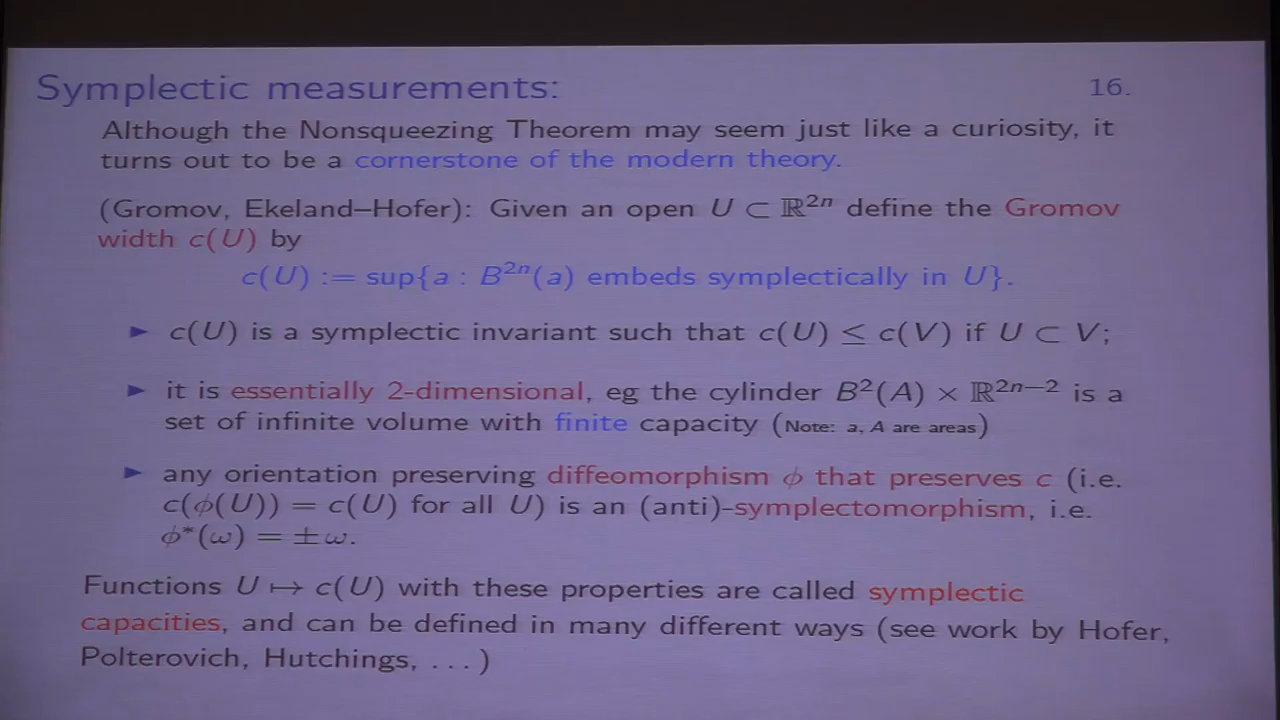 Symplectic measurements: 16.
Although the Nonsqueezing Theorem may seem just like a curiosity, it
turns out to be a cornerstone of the modern theory.
(Gromov, Ekeland–Hofer): Given an open U ⊂ ℝ²ⁿ define the Gromov
width c(U) by
c(U) := sup{a : B²ⁿ(a) embeds symplectically in U}.
► c(U) is a symplectic invariant such that c(U) ≤ c(V) if U ⊂ V;
► it is essentially 2-dimensional, eg the cylinder B²(A) × ℝ²ⁿ⁻² is a
set of infinite volume with finite capacity (Note: a, A are areas)
► any orientation preserving diffeomorphism ϕ that preserves c (i.e.
c(ϕ(U)) = c(U) for all U) is an (anti)-symplectomorphism, i.e.
ϕ*(ω) = ±ω.
Functions U ↦ c(U) with these properties are called symplectic
capacities, and can be defined in many different ways (see work by Hofer,
Polterovich, Hutchings, . . . )